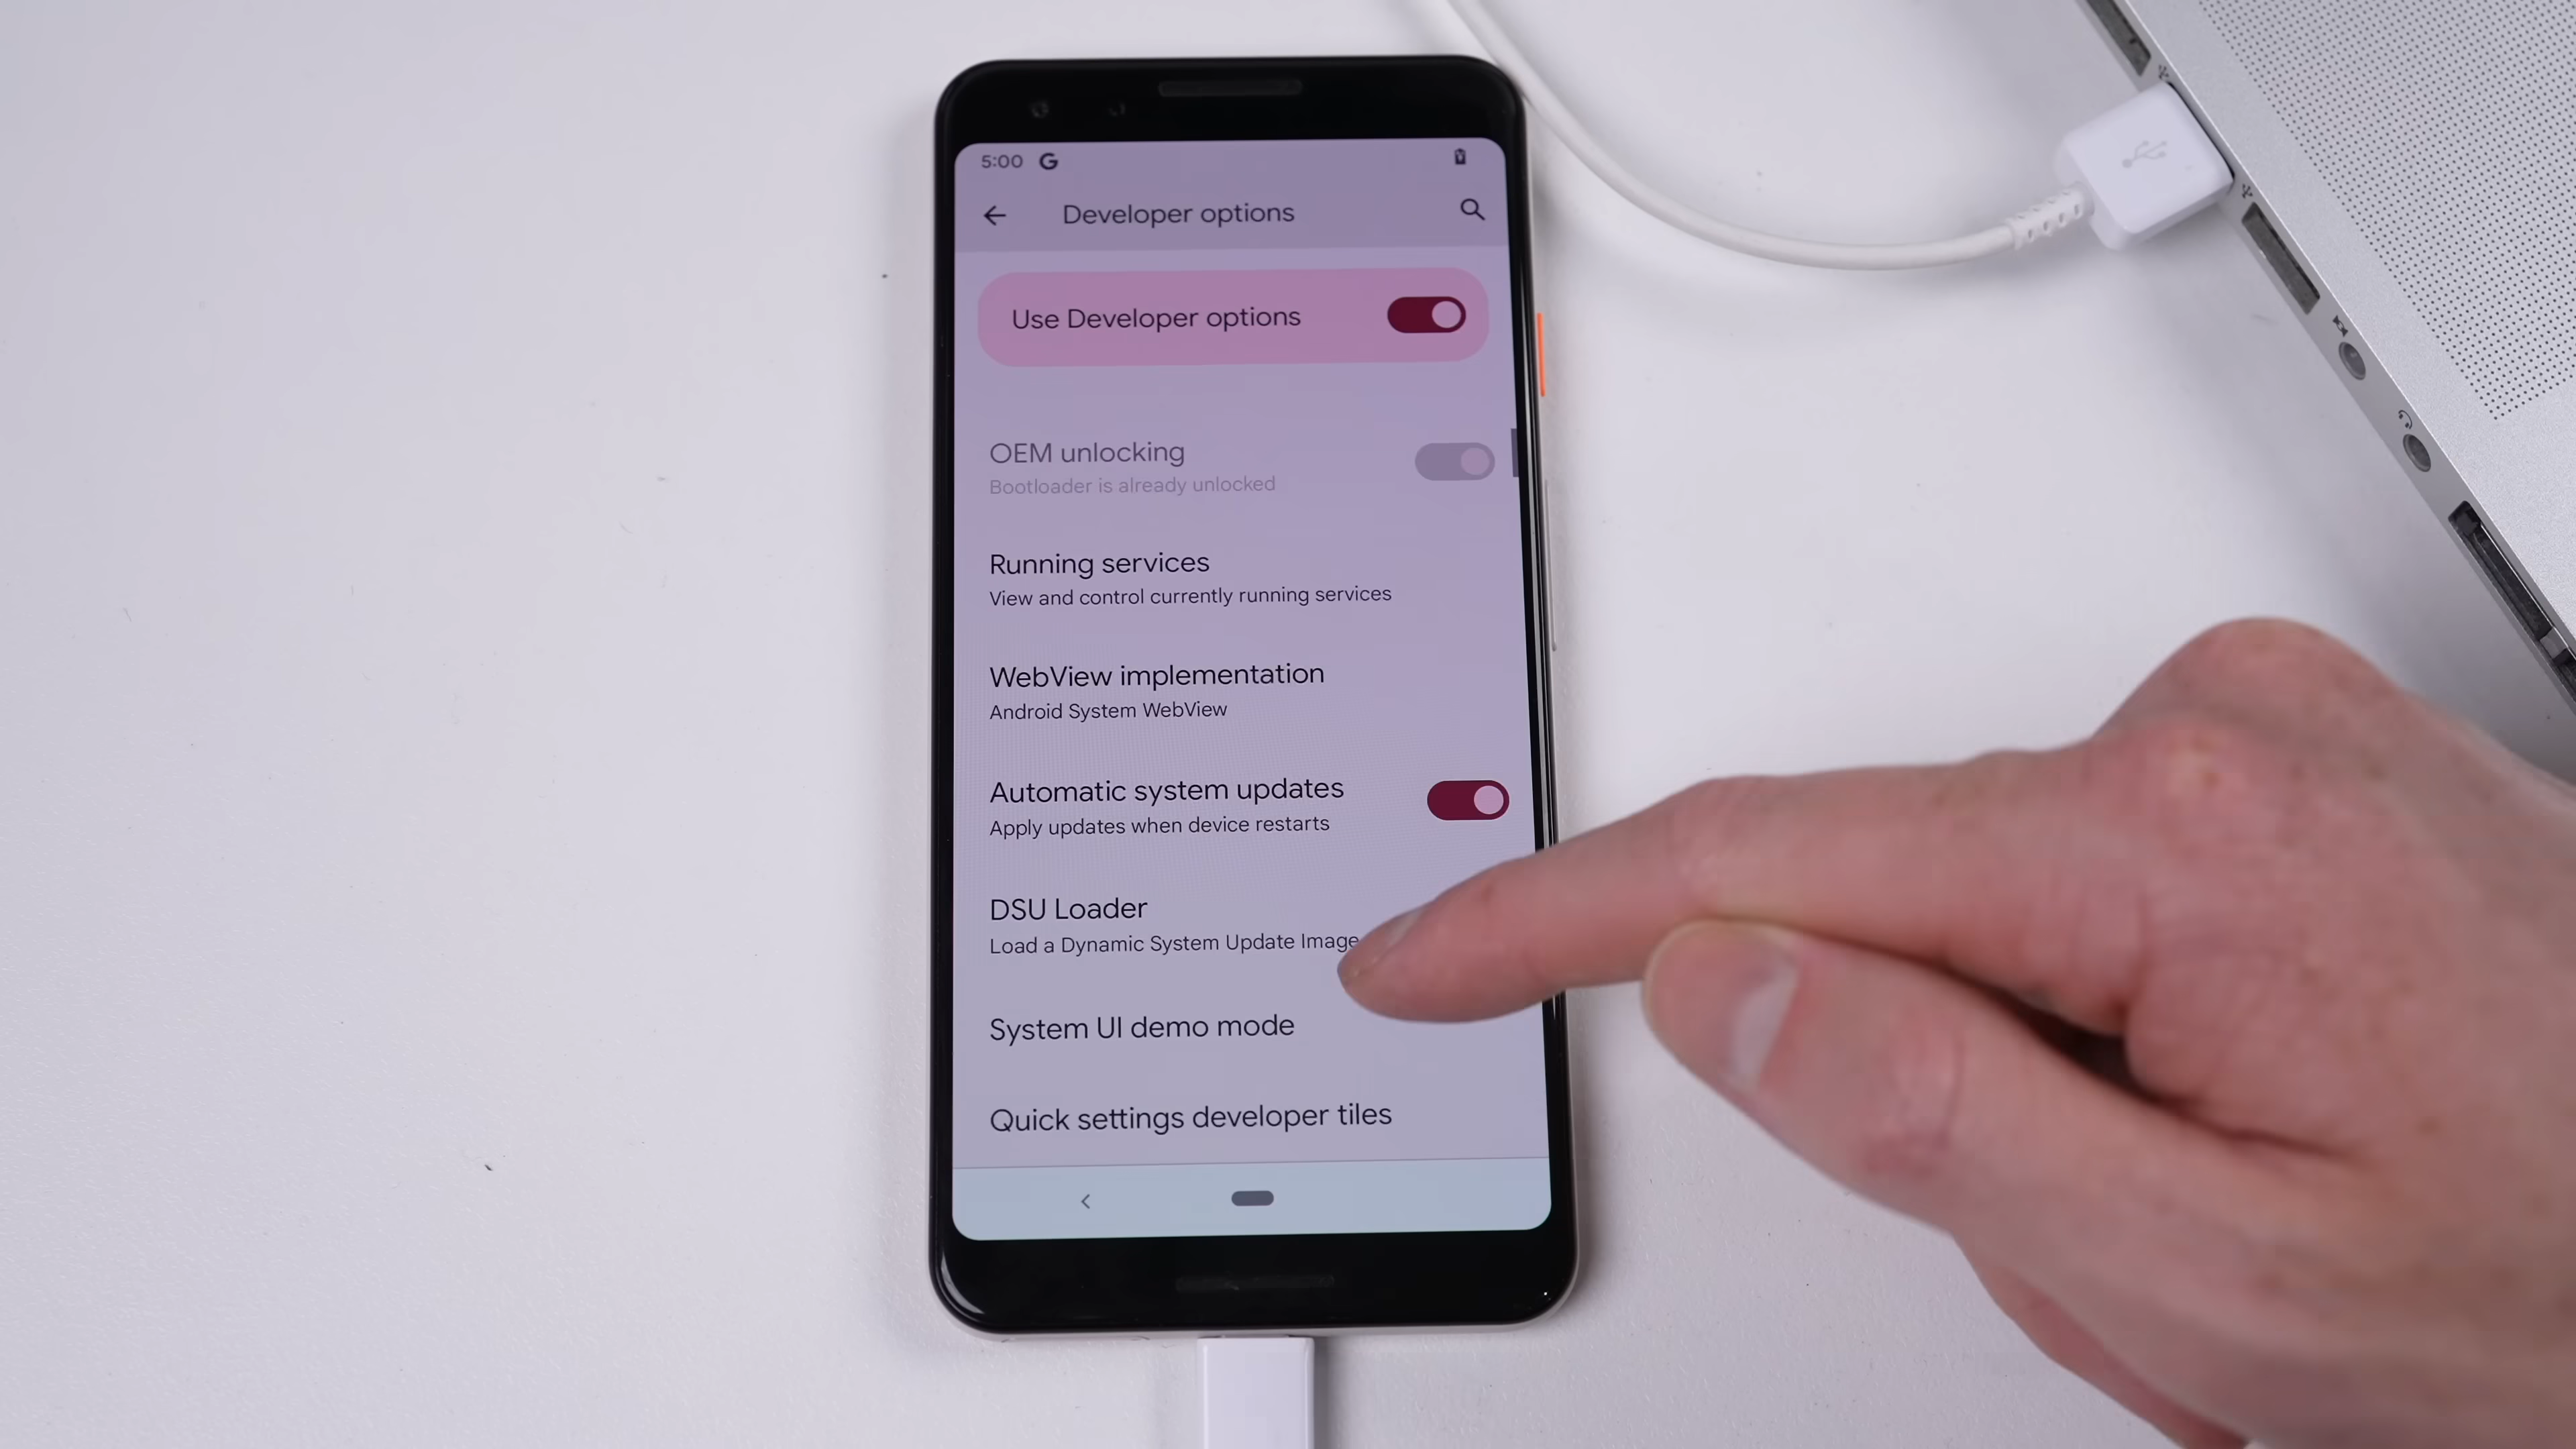 5:00 G
Developer options
Use Developer options
OEM unlocking
Bootloader is already unlocked
Running services
View and control currently running services
WebView implementation
Android System WebView
Automatic system updates
Apply updates when device restarts
DSU Loader
Load a Dynamic System Update Image
System UI demo mode
Quick settings developer tiles